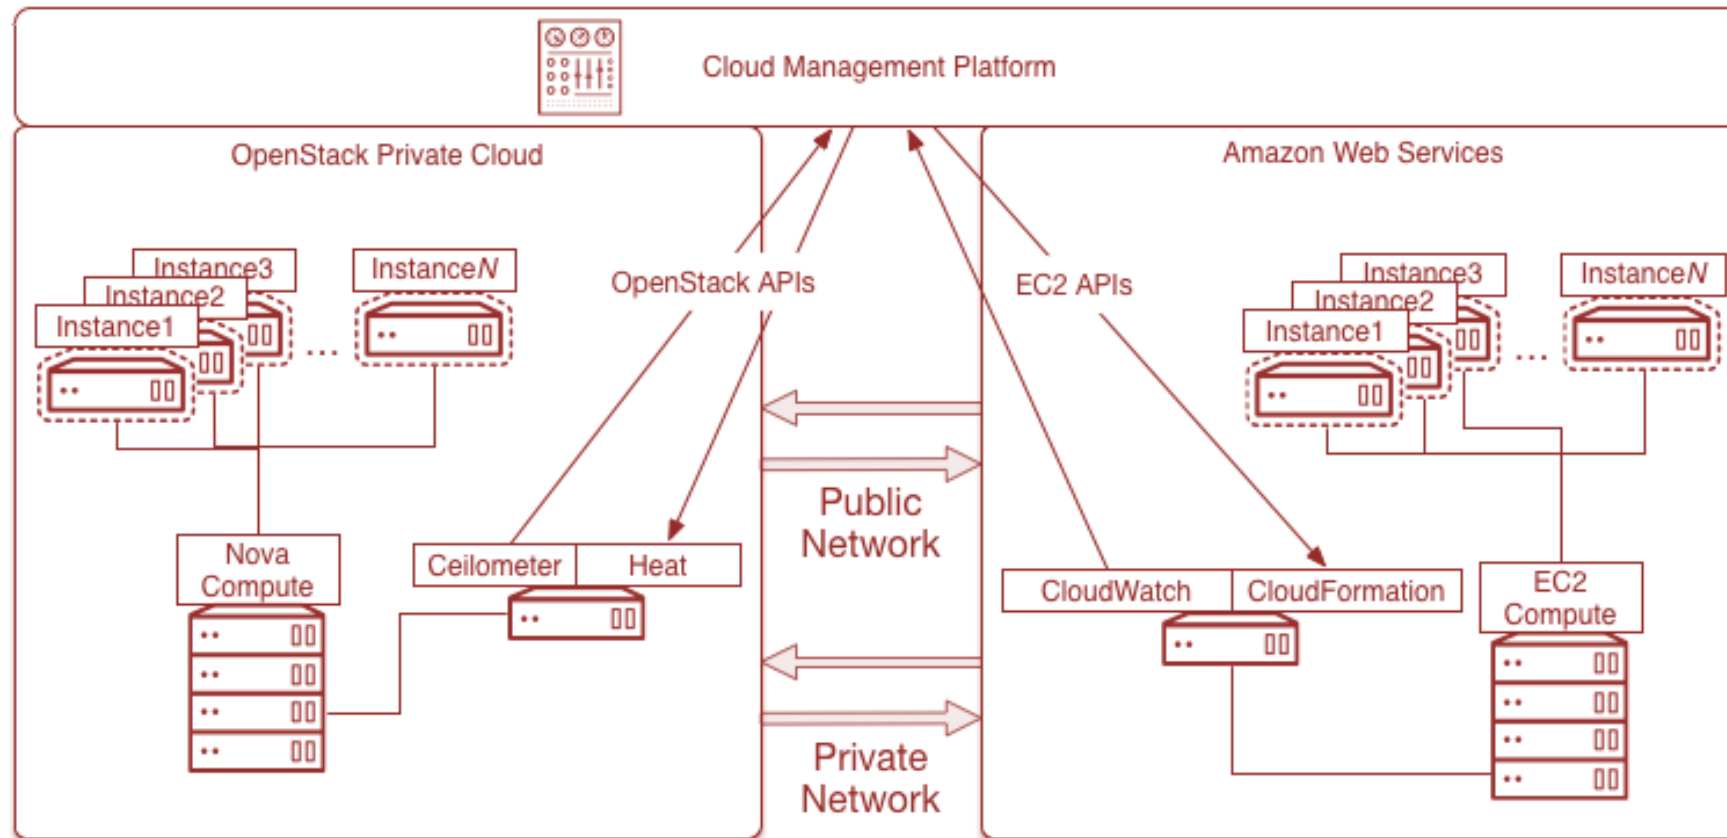 Cloud Management Platform
OpenStack Private Cloud
Amazon Web Services
Instance3
InstanceN
Instance2
Instance1
...
OpenStack APIs
EC2 APIs
Instance3
InstanceN
Instance2
Instance1
...
Public
Network
Nova
Compute
Ceilometer
Heat
CloudWatch
CloudFormation
EC2
Compute
Private
Network